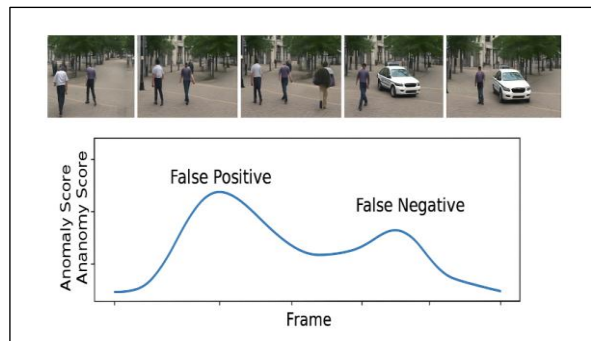 False Positive
False Negative
Anomaly Score
Ananomy Score
Frame